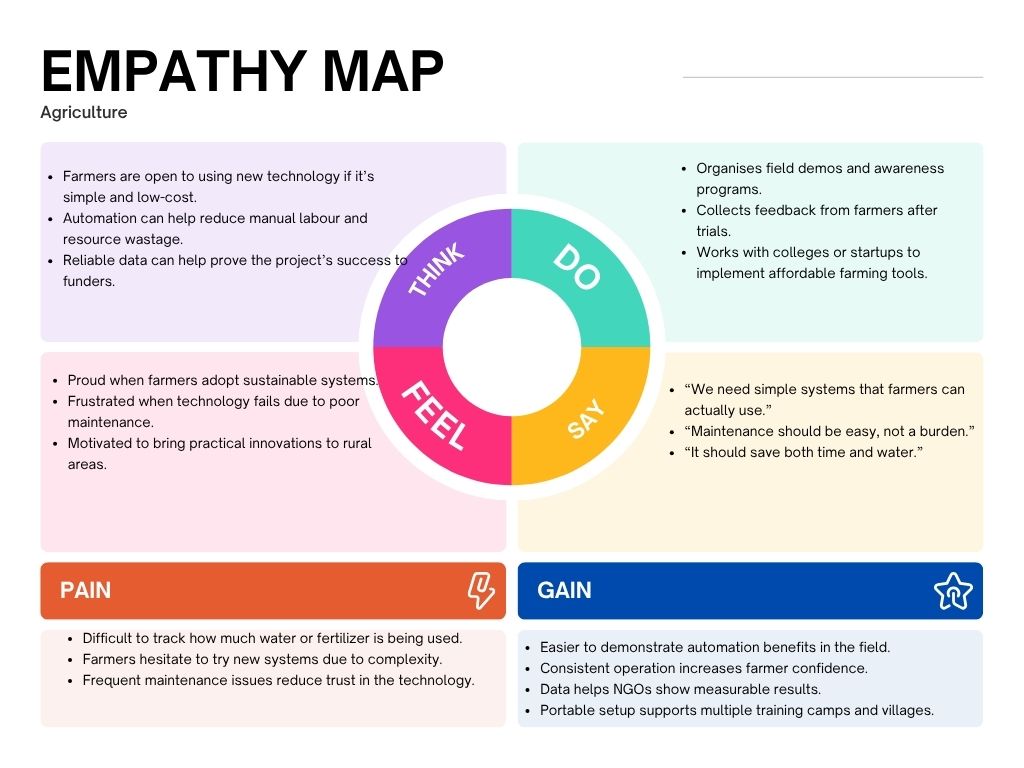 EMPATHY MAP
Agriculture
• Farmers are open to using new technology if it’s
simple and low-cost.
• Automation can help reduce manual labour and
resource wastage.
• Reliable data can help prove the project’s success to
funders.
THINK
DO
• Organises field demos and awareness
programs.
• Collects feedback from farmers after
trials.
• Works with colleges or startups to
implement affordable farming tools.
• Proud when farmers adopt sustainable systems.
• Frustrated when technology fails due to poor
maintenance.
• Motivated to bring practical innovations to rural
areas.
FEEL
SAY
• “We need simple systems that farmers can
actually use.”
• “Maintenance should be easy, not a burden.”
• “It should save both time and water.”
PAIN
• Difficult to track how much water or fertilizer is being used.
• Farmers hesitate to try new systems due to complexity.
• Frequent maintenance issues reduce trust in the technology.
GAIN
• Easier to demonstrate automation benefits in the field.
• Consistent operation increases farmer confidence.
• Data helps NGOs show measurable results.
• Portable setup supports multiple training camps and villages.